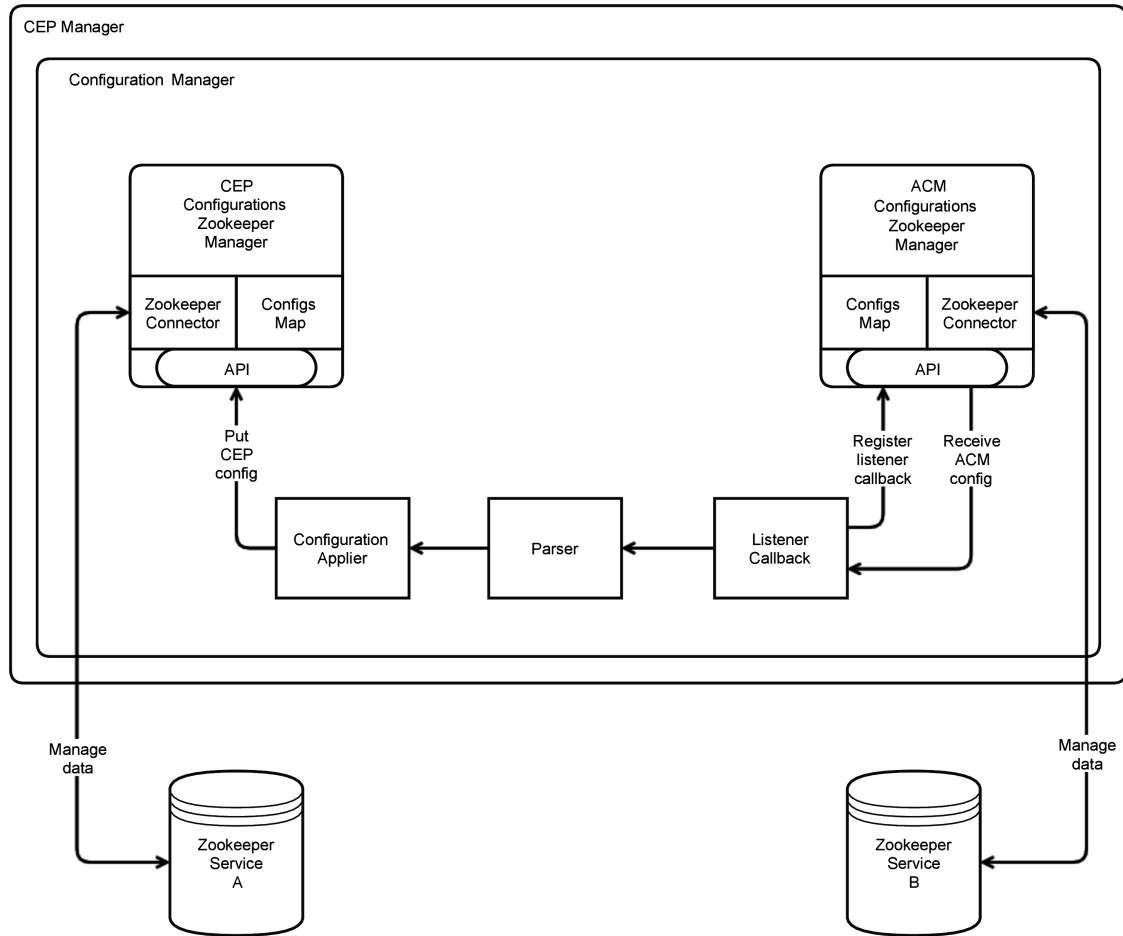 CEP Manager
Configuration Manager
CEP
Configurations
Zookeeper
Manager
Zookeeper
Connector
Configs
Map
API
ACM
Configurations
Zookeeper
Manager
Configs
Map
Zookeeper
Connector
API
Put
CEP
config
Register
listener
callback
Receive
ACM
config
Configuration
Applier
Parser
Listener
Callback
Manage
data
Manage
data
Zookeeper
Service
A
Zookeeper
Service
B